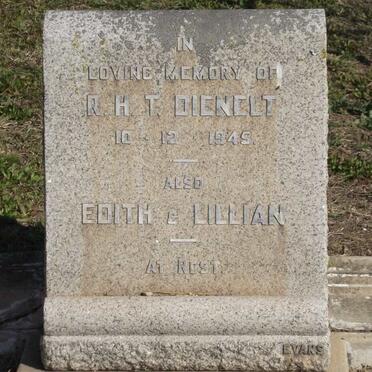 IN
LOVING MEMORY OF
R. H. T. DIENELT
10 - 12 - 1945.
ALSO
EDITH & LILLIAN
AT REST.
EVANS